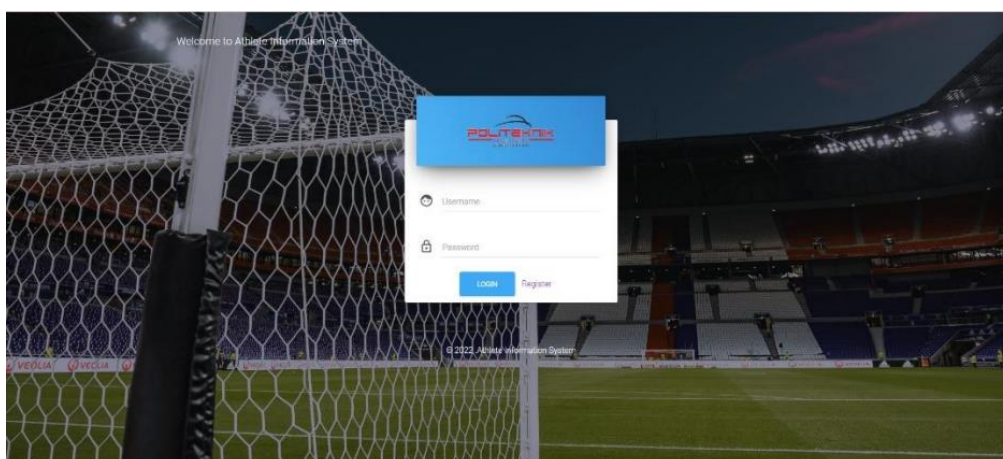 Welcome to Athlete Information System
POLITEKNIK
Username
Password
LOGIN
Register
© 2022, Athlete Information System
VEOLIA
VEOLIA